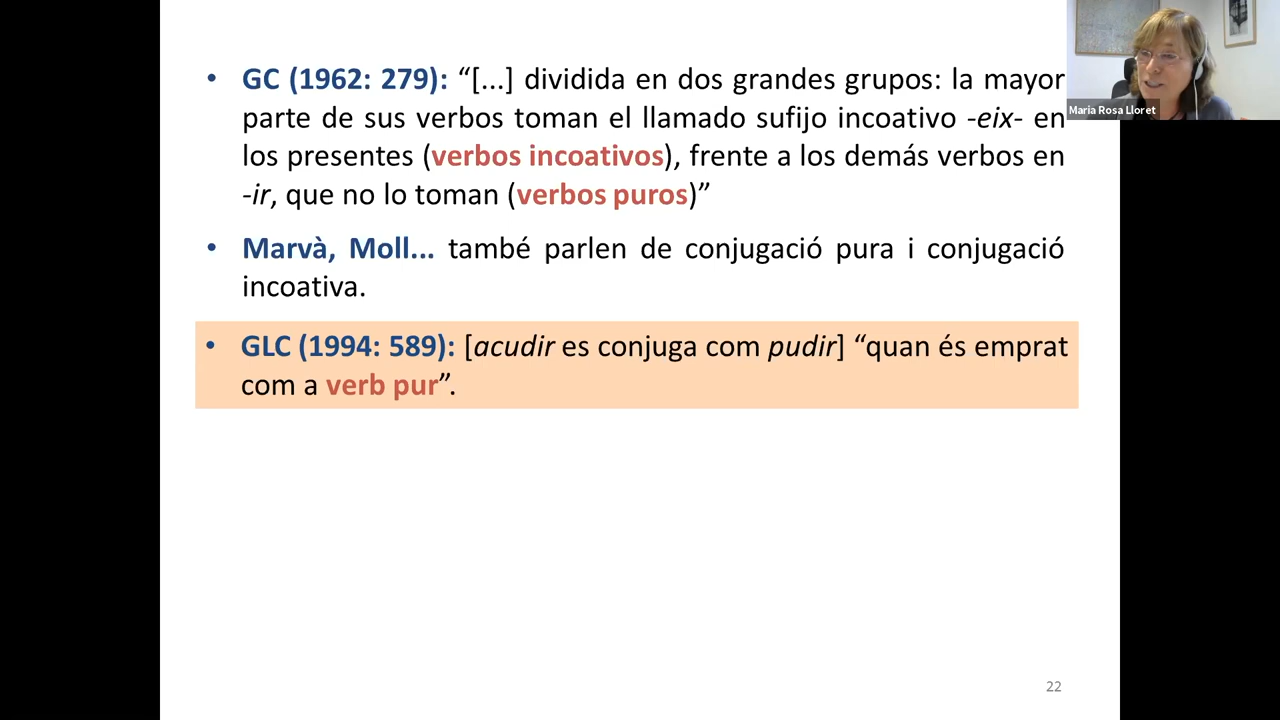 • GC (1962: 279): “[...] dividida en dos grandes grupos: la mayor
parte de sus verbos toman el llamado sufijo incoativo -eix- en
los presentes (verbos incoativos), frente a los demás verbos en
-ir, que no lo toman (verbos puros)”
• Marvà, Moll... també parlen de conjugació pura i conjugació
incoativa.
• GLC (1994: 589): [acudir es conjuga com pudir] “quan és emprat
com a verb pur”.
22
Maria Rosa Lloret